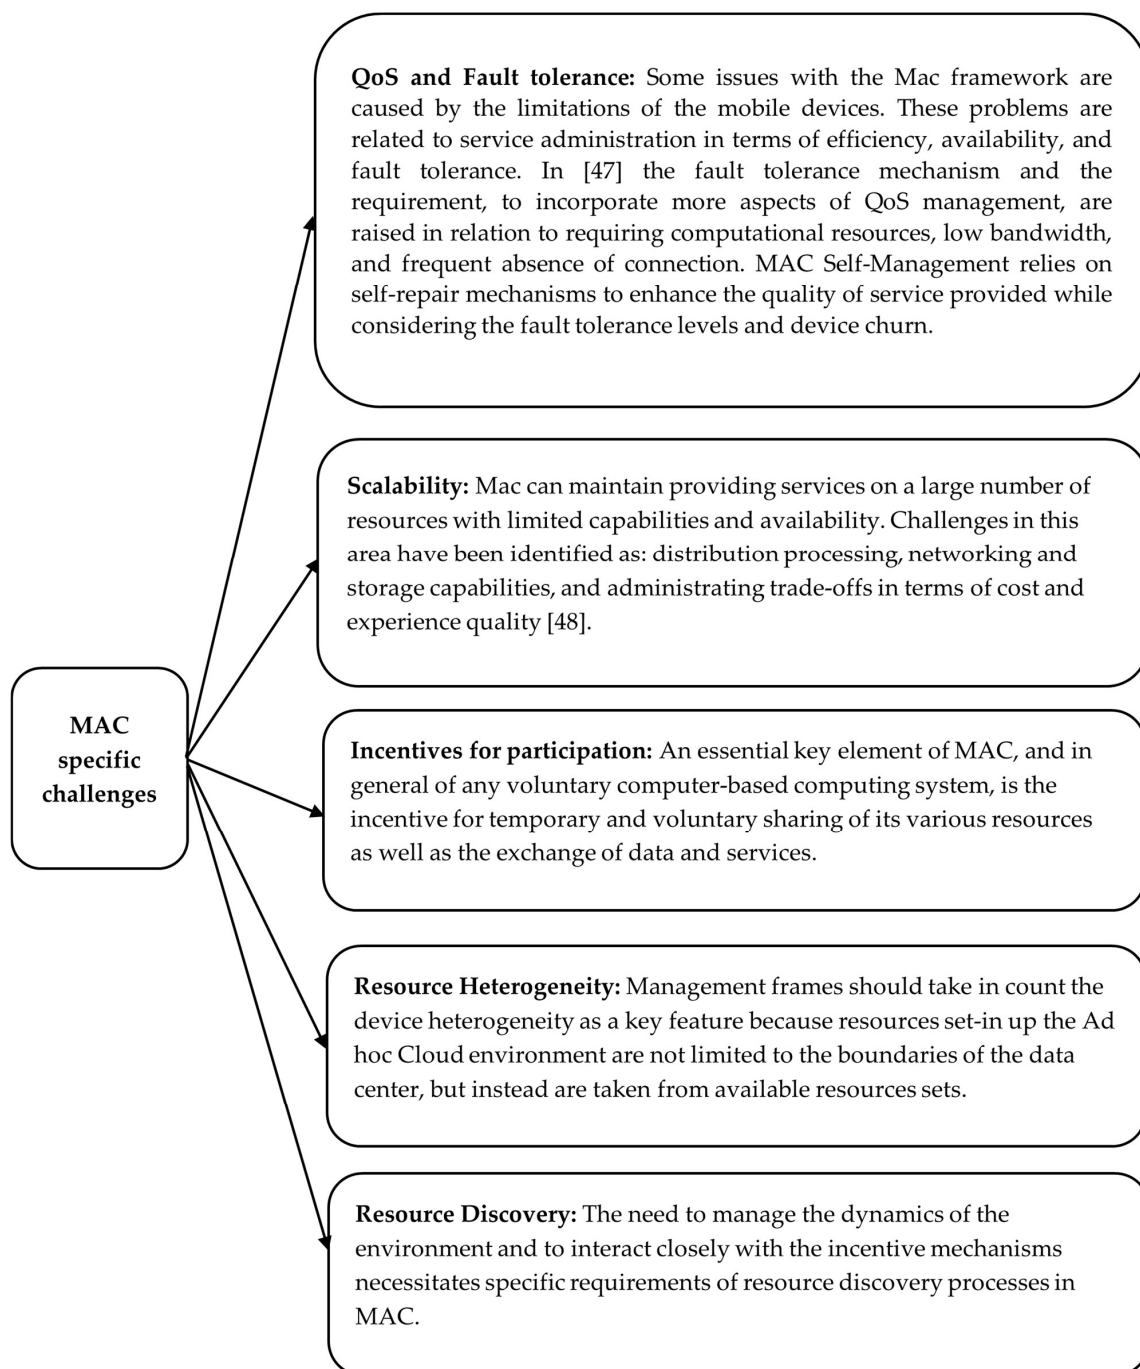 QoS and Fault tolerance: Some issues with the Mac framework are
caused by the limitations of the mobile devices. These problems are
related to service administration in terms of efficiency, availability, and
fault tolerance. In [47] the fault tolerance mechanism and the
requirement, to incorporate more aspects of QoS management, are
raised in relation to requiring computational resources, low bandwidth,
and frequent absence of connection. MAC Self-Management relies on
self-repair mechanisms to enhance the quality of service provided while
considering the fault tolerance levels and device churn.
Scalability: Mac can maintain providing services on a large number of
resources with limited capabilities and availability. Challenges in this
area have been identified as: distribution processing, networking and
storage capabilities, and administrating trade-offs in terms of cost and
experience quality [48].
MAC
specific
challenges
Incentives for participation: An essential key element of MAC, and in
general of any voluntary computer-based computing system, is the
incentive for temporary and voluntary sharing of its various resources
as well as the exchange of data and services.
Resource Heterogeneity: Management frames should take in count the
device heterogeneity as a key feature because resources set-in up the Ad
hoc Cloud environment are not limited to the boundaries of the data
center, but instead are taken from available resources sets.
Resource Discovery: The need to manage the dynamics of the
environment and to interact closely with the incentive mechanisms
necessitates specific requirements of resource discovery processes in
MAC.